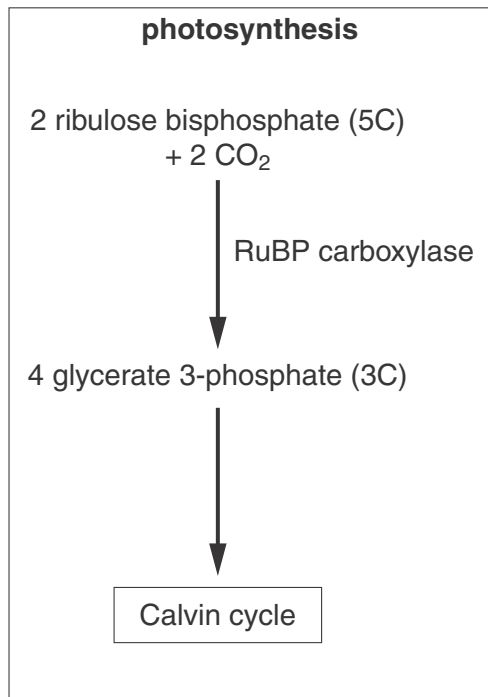 photosynthesis
2 ribulose bisphosphate (5C)
+ 2 CO₂
RuBP carboxylase
4 glycerate 3-phosphate (3C)
Calvin cycle